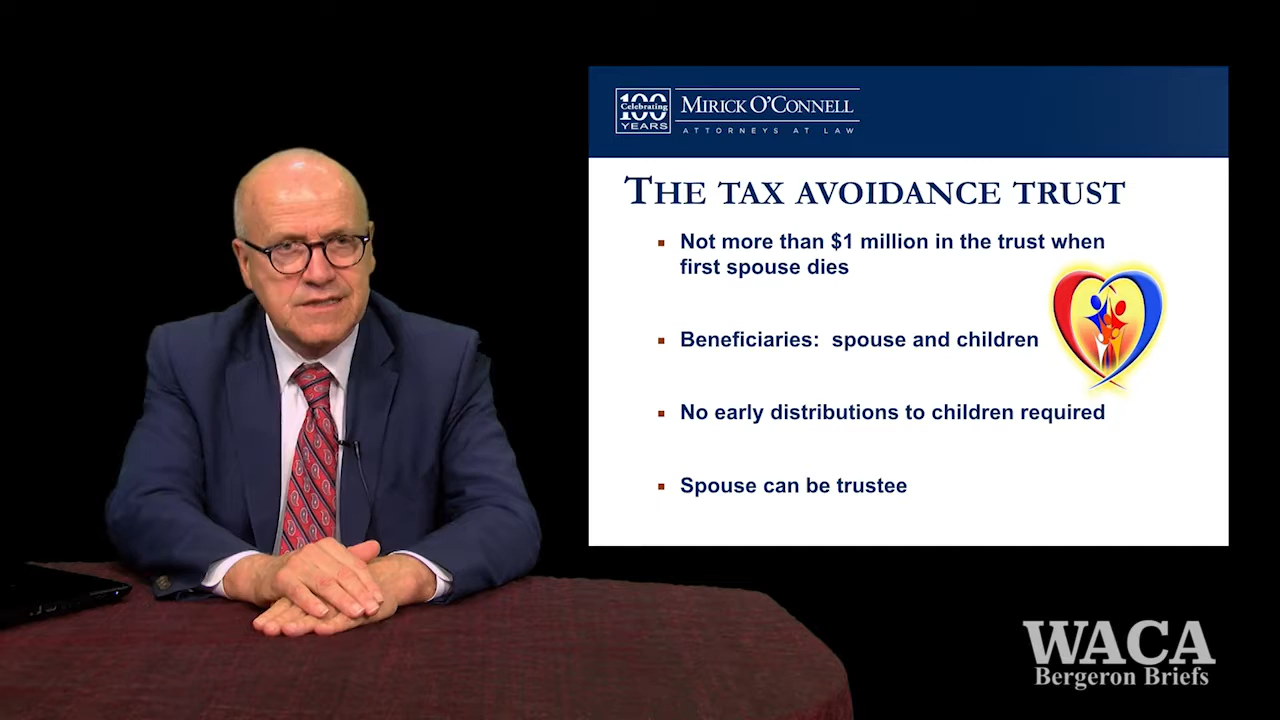 Celebrating
100
YEARS
MIRICK O'CONNELL
ATTORNEYS AT LAW
THE TAX AVOIDANCE TRUST
Not more than $1 million in the trust when
first spouse dies
Beneficiaries: spouse and children
No early distributions to children required
Spouse can be trustee
WACA
Bergeron Briefs